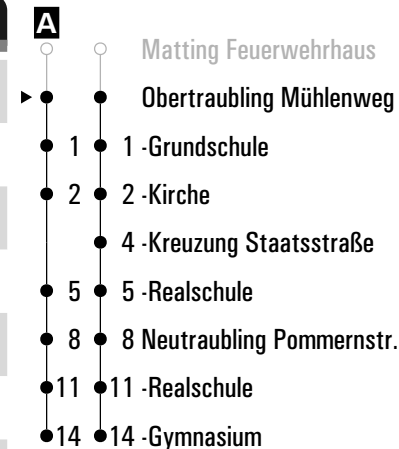 A
Matting Feuerwehrhaus
Obertraubling Mühlenweg
1 1 -Grundschule
2 2 -Kirche
4 -Kreuzung Staatsstraße
5 5 -Realschule
8 8 Neutraubling Pommernstr.
11 11 -Realschule
14 14 -Gymnasium